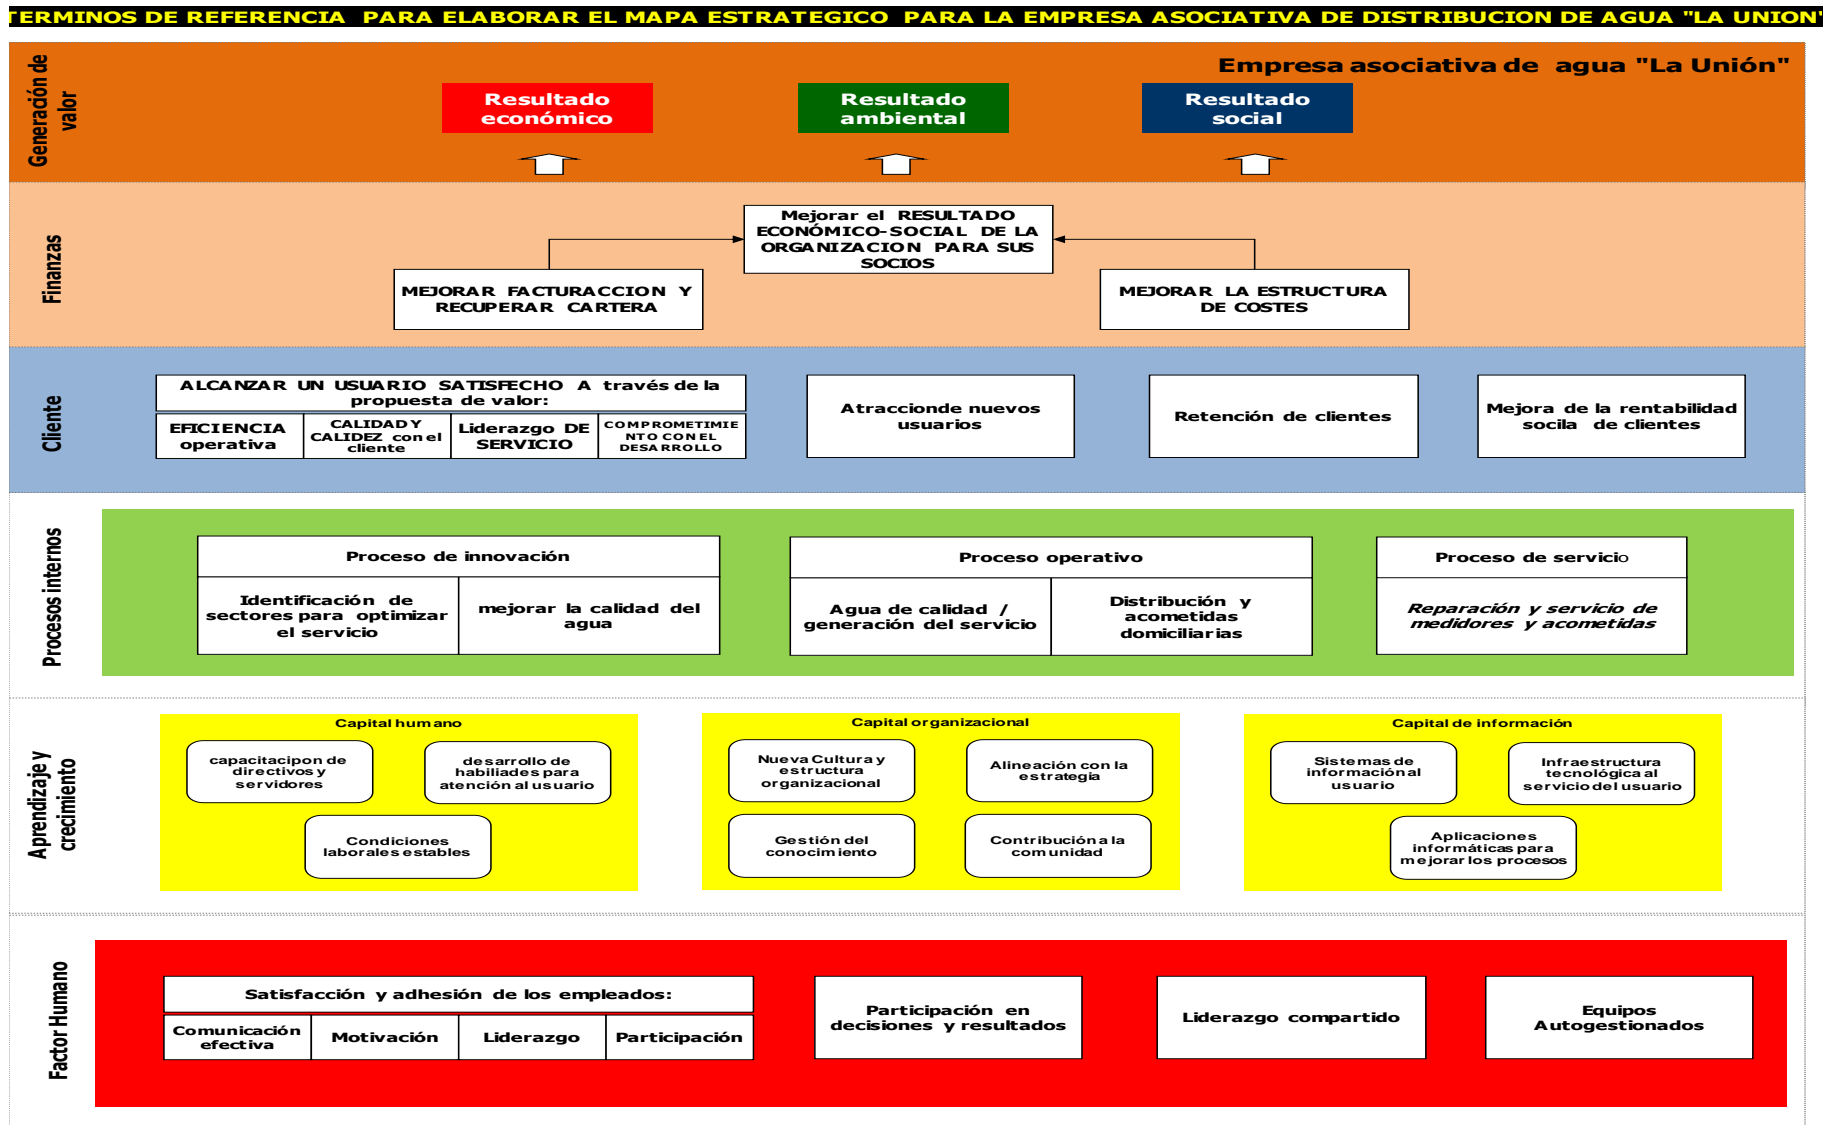 TERMINOS DE REFERENCIA PARA ELABORAR EL MAPA ESTRATEGICO PARA LA EMPRESA ASOCIATIVA DE DISTRIBUCION DE AGUA "LA UNION"
Generación de
valor
Empresa asociativa de agua "La Unión"
Resultado
económico
Resultado
ambiental
Resultado
social
Finanzas
Mejorar el RESULTADO
ECONÓMICO-SOCIAL DE LA
ORGANIZACION PARA SUS
SOCIOS
MEJORAR FACTURACCION Y
RECUPERAR CARTERA
MEJORAR LA ESTRUCTURA
DE COSTES
Cliente
ALCANZAR UN USUARIO SATISFECHO A través de la
propuesta de valor:
EFICIENCIA
operativa
CALIDAD Y
CALIDEZ con el
cliente
Liderazgo DE
SERVICIO
COMPROMETIMIE
NTO CON EL
DESARROLLO
Atraccionde nuevos
usuarios
Retención de clientes
Mejora de la rentabilidad
socila de clientes
Procesos internos
Proceso de innovación
Identificación de
sectores para optimizar
el servicio
mejorar la calidad del
agua
Proceso operativo
Agua de calidad /
generación del servicio
Distribución y
acometidas
domiciliarias
Proceso de servicio
Reparación y servicio de
medidores y acometidas
Aprendizaje y
crecimiento
Capital humano
capacitacipon de
directivos y
servidores
desarrollo de
habiliades para
atención al usuario
Condiciones
laborales estables
Capital organizacional
Nueva Cultura y
estructura
organizacional
Alineación con la
estrategia
Gestión del
conocimiento
Contribución a la
comunidad
Capital de información
Sistemas de
información al
usuario
Infraestructura
tecnológica al
servicio del usuario
Aplicaciones
informáticas para
mejorar los procesos
Factor Humano
Satisfacción y adhesión de los empleados:
Comunicación
efectiva
Motivación
Liderazgo
Participación
Participación en
decisiones y resultados
Liderazgo compartido
Equipos
Autogestionados